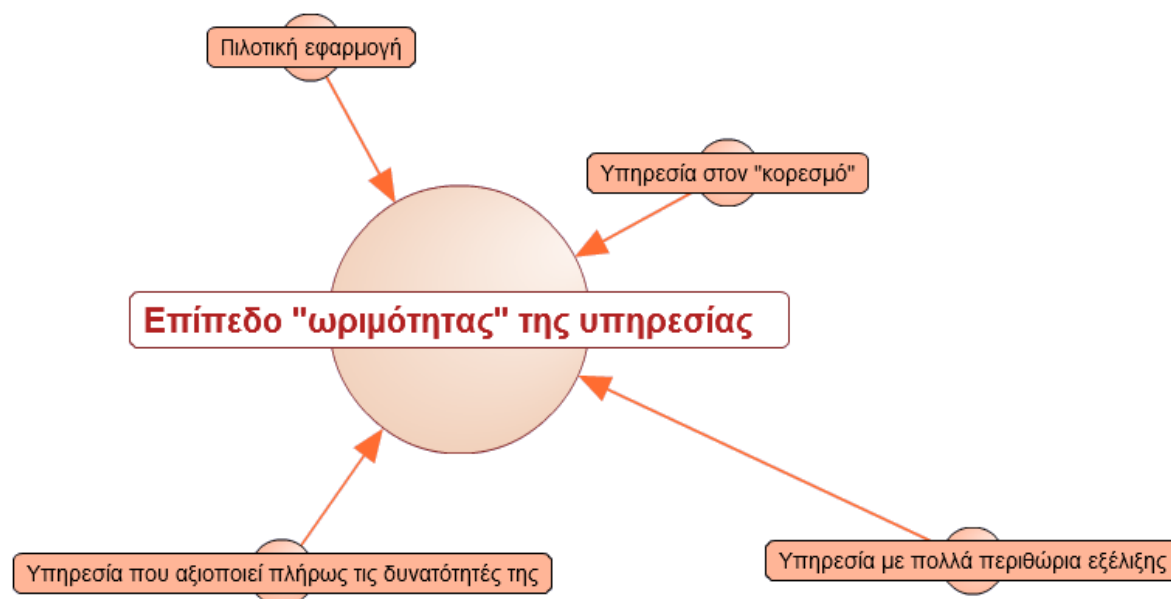 Πιλοτική εφαρμογή
Υπηρεσία στον "κορεσμό"
Επίπεδο "ωριμότητας" της υπηρεσίας
Υπηρεσία που αξιοποιεί πλήρως τις δυνατότητές της
Υπηρεσία με πολλά περιθώρια εξέλιξης